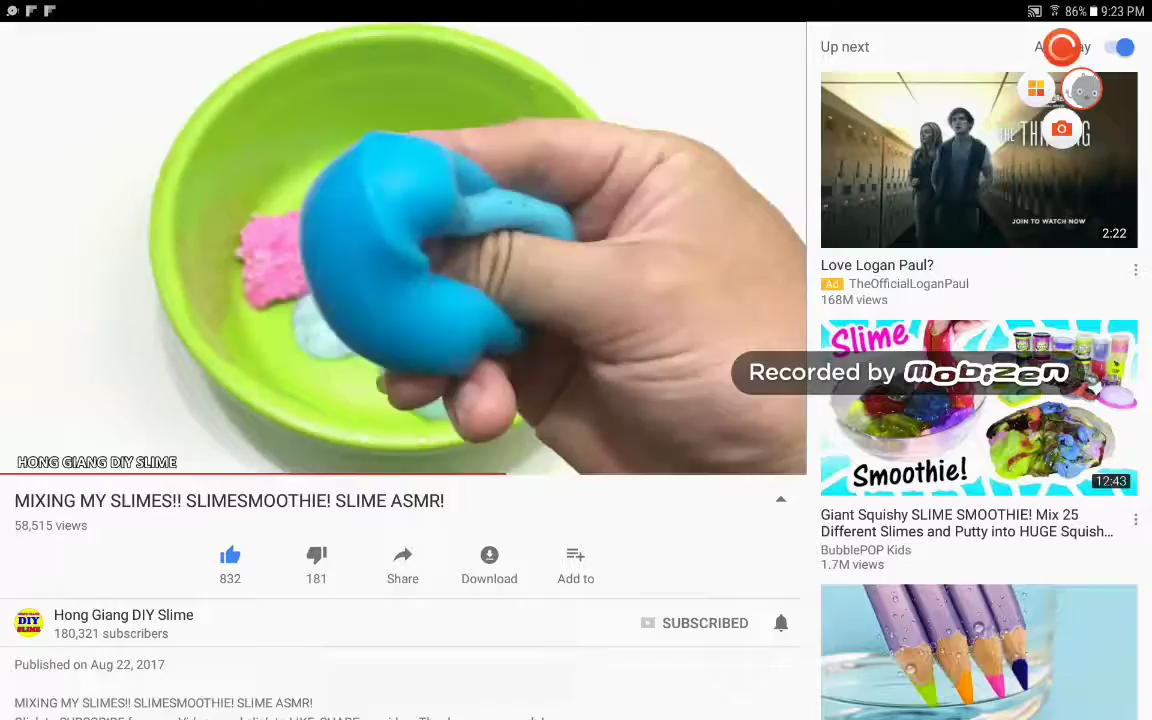 86% 9:23 PM
Up next
JOIN TO WATCH NOW
2:22
Love Logan Paul?
Ad TheOfficialLoganPaul
168M views
Slime
Recorded by Mobizen
Smoothie!
12:43
Giant Squishy SLIME SMOOTHIE! Mix 25
Different Slimes and Putty into HUGE Squish...
BubblePOP Kids
1.7M views
HONG GIANG DIY SLIME
MIXING MY SLIMES!! SLIMESMOOTHIE! SLIME ASMR!
58,515 views
832
181
Share
Download
Add to
DIY
SLIME
Hong Giang DIY Slime
180,321 subscribers
SUBSCRIBED
Published on Aug 22, 2017
MIXING MY SLIMES!! SLIMESMOOTHIE! SLIME ASMR!